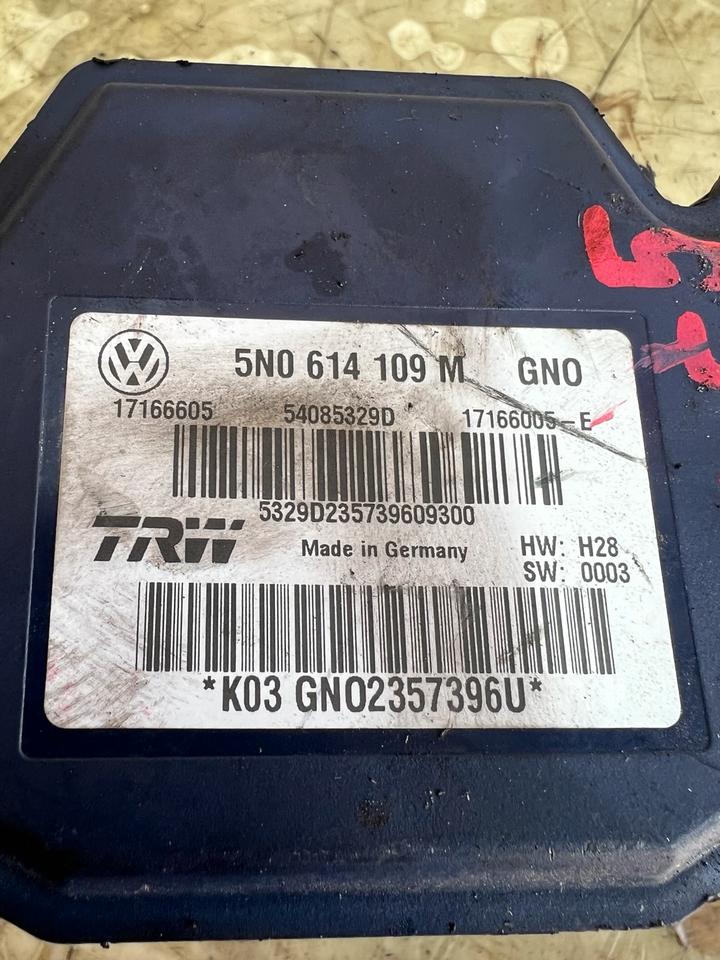 5N0 614 109 M GNO
17166605 54085329D 17166005-E
5329D235739609300
TRW Made in Germany HW: H28
SW: 0003
*K03 GNO2357396U*